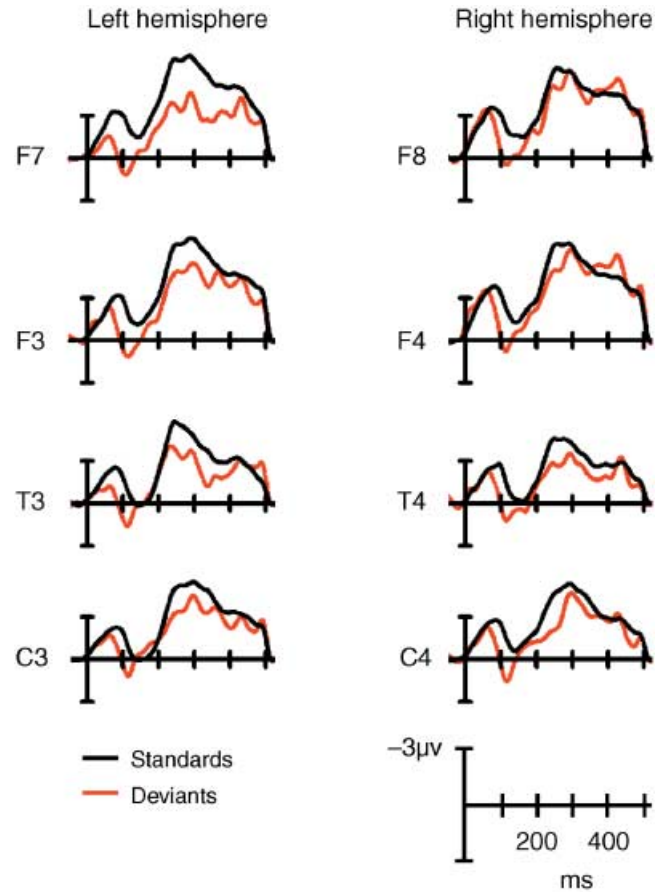 Left hemisphere
Right hemisphere
F7
F8
F3
F4
T3
T4
C3
C4
Standards
Deviants
−3μv
200 400
ms